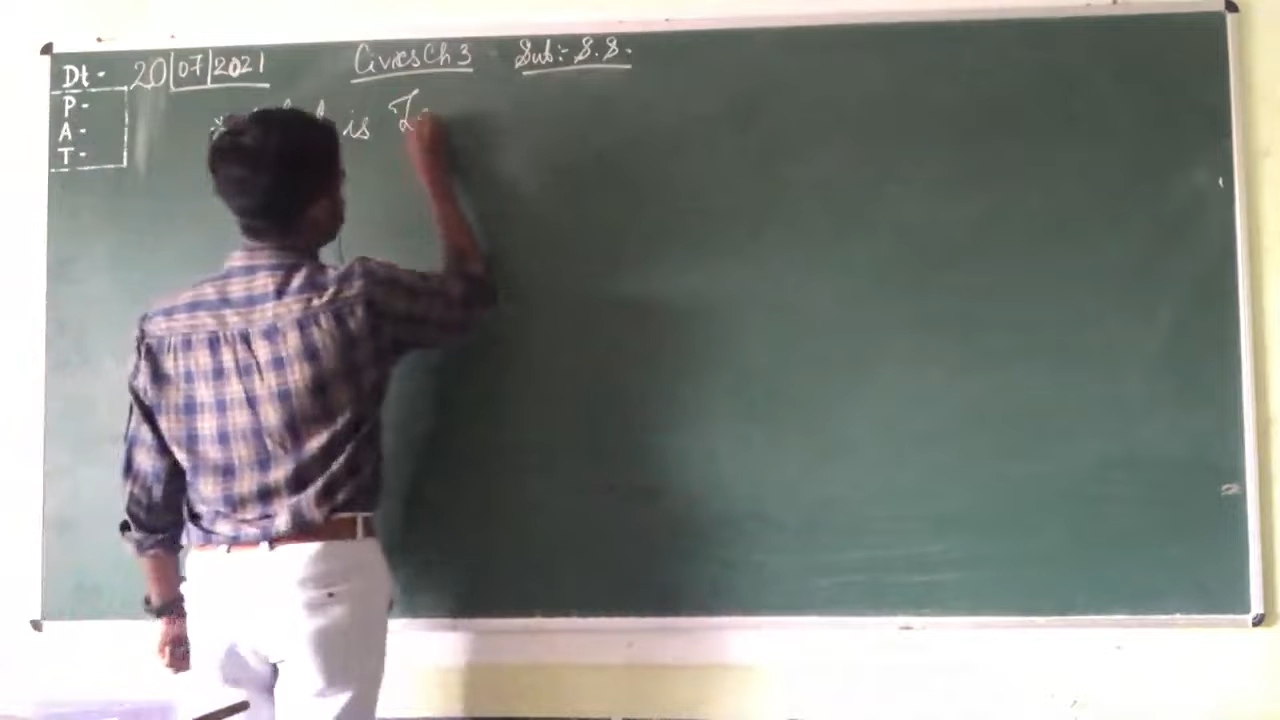 Dt - 20/07/2021 Civics Ch 3 Sub:- S.S.
P -
A -
T -
is